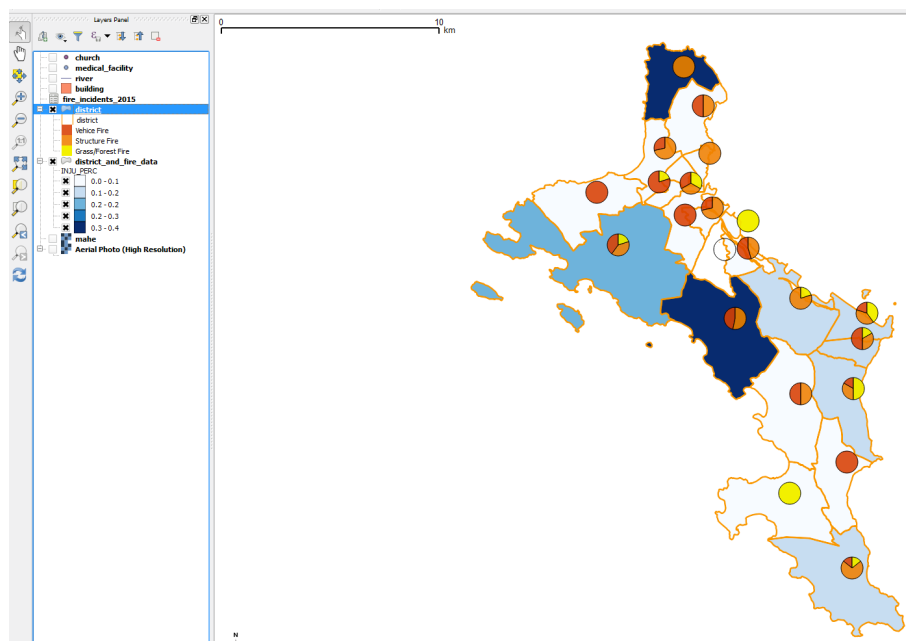 Layers Panel
0
10
km
church
medical_facility
river
building
fire_incidents_2015
district
district
Vehice Fire
Structure Fire
Grass/Forest Fire
district_and_fire_data
INJU_PERC
0.0 - 0.1
0.1 - 0.2
0.2 - 0.2
0.2 - 0.3
0.3 - 0.4
mahe
Aerial Photo (High Resolution)
N